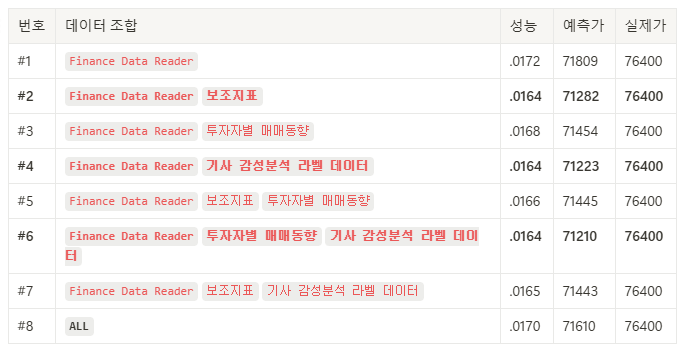 번호 데이터 조합 성능 예측가 실제가
#1 Finance Data Reader .0172 71809 76400
#2 Finance Data Reader 보조지표 .0164 71282 76400
#3 Finance Data Reader 투자자별 매매동향 .0168 71454 76400
#4 Finance Data Reader 기사 감성분석 라벨 데이터 .0164 71223 76400
#5 Finance Data Reader 보조지표 투자자별 매매동향 .0166 71445 76400
#6 Finance Data Reader 투자자별 매매동향 기사 감성분석 라벨 데이 .0164 71210 76400
터
#7 Finance Data Reader 보조지표 기사 감성분석 라벨 데이터 .0165 71443 76400
#8 ALL .0170 71610 76400